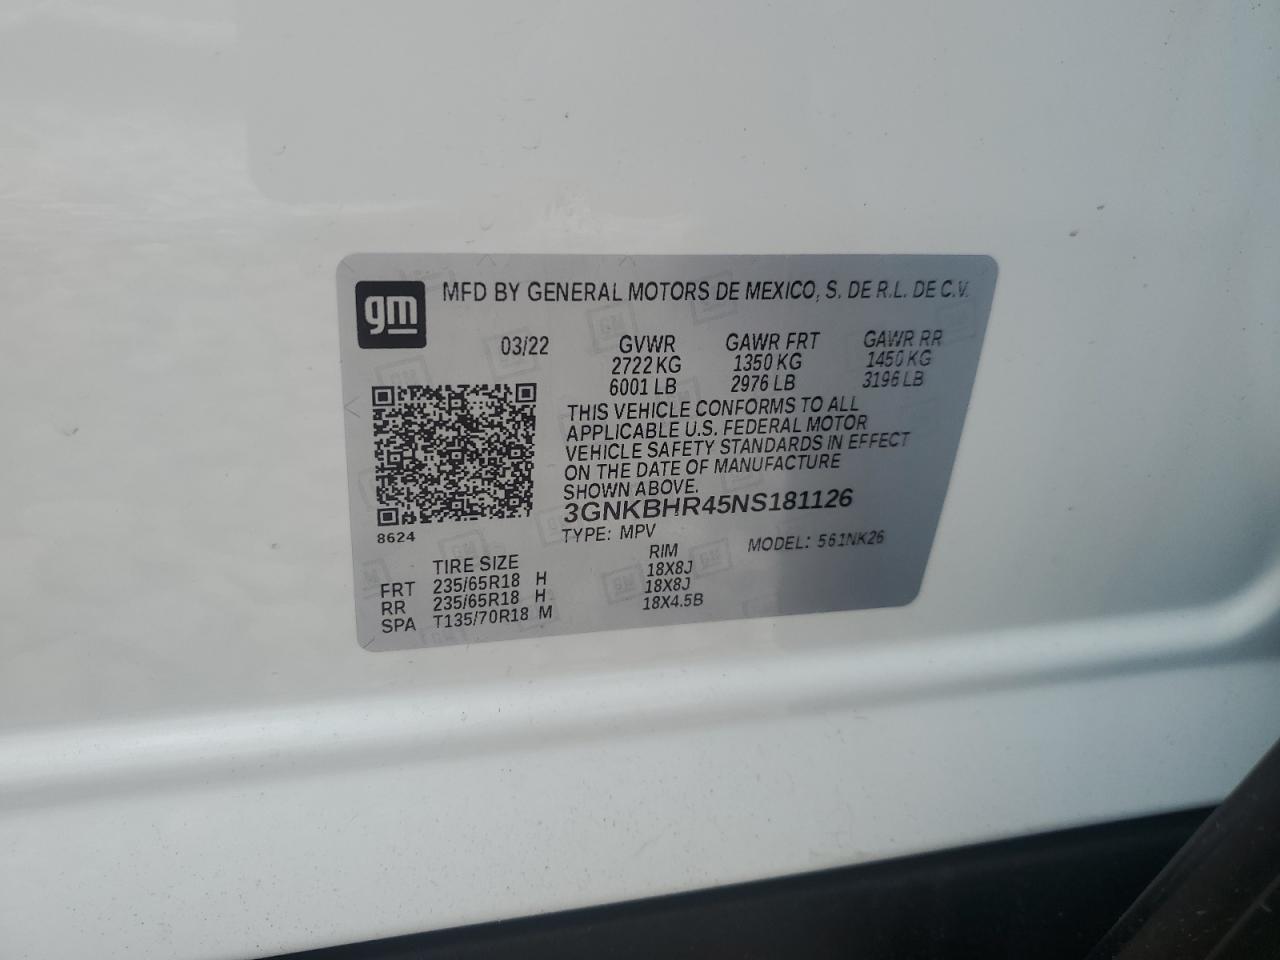 gm
MFD BY GENERAL MOTORS DE MEXICO, S. DE R.L. DE C.V.
03/22 GVWR GAWR FRT GAWR RR
2722 KG 1350 KG 1450 KG
6001 LB 2976 LB 3196 LB
THIS VEHICLE CONFORMS TO ALL
APPLICABLE U.S. FEDERAL MOTOR
VEHICLE SAFETY STANDARDS IN EFFECT
ON THE DATE OF MANUFACTURE
SHOWN ABOVE.
3GNKBHR45NS181126
8624
TYPE: MPV MODEL: 561NK26
TIRE SIZE RIM
FRT 235/65R18 H 18X8J
RR 235/65R18 H 18X8J
SPA T135/70R18 M 18X4.5B